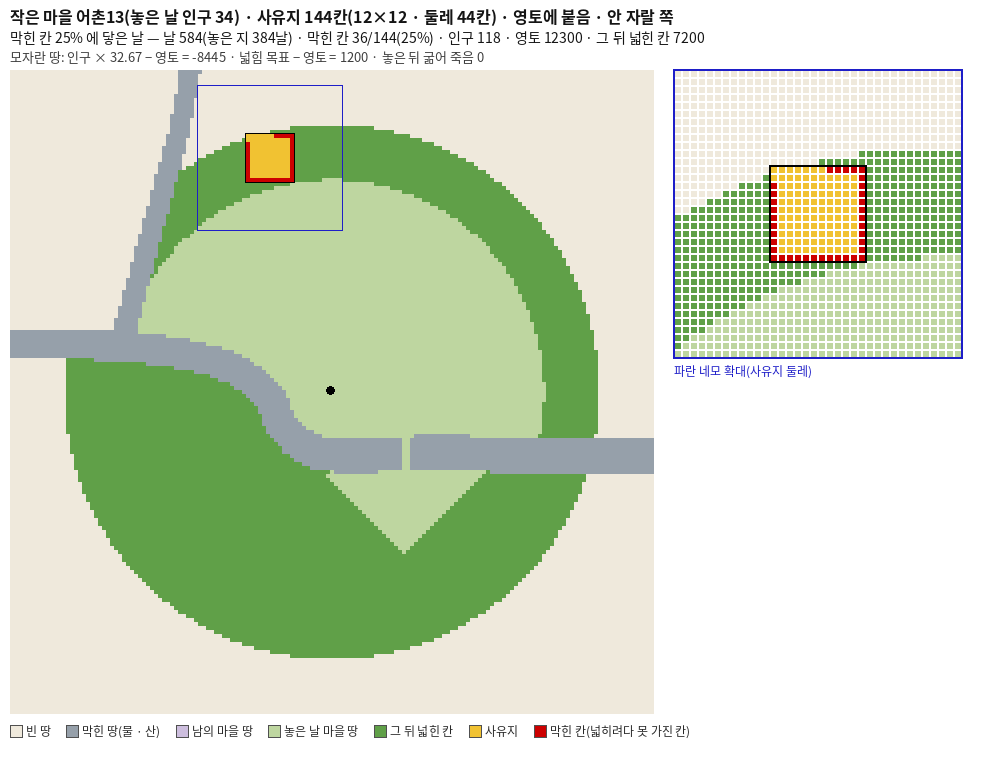 작은 마을 어촌13(놓은 날 인구 34) · 사유지 144칸(12×12 · 둘레 44칸) · 영토에 붙음 · 안 자랄 쪽
막힌 칸 25% 에 닿은 날 — 날 584(놓은 지 384날) · 막힌 칸 36/144(25%) · 인구 118 · 영토 12300 · 그 뒤 넓힌 칸 7200
모자란 땅: 인구 × 32.67 − 영토 = -8445 · 넓힘 목표 − 영토 = 1200 · 놓은 뒤 굶어 죽음 0
파란 네모 확대(사유지 둘레)
빈 땅 막힌 땅(물 · 산) 남의 마을 땅 놓은 날 마을 땅 그 뒤 넓힌 칸 사유지 막힌 칸(넓히려다 못 가진 칸)